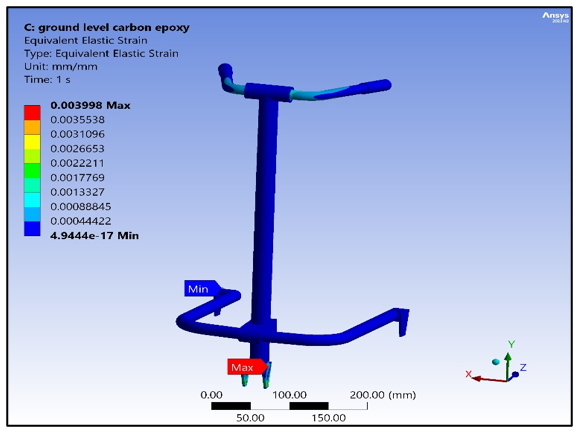 Ansys
C: ground level carbon epoxy
Equivalent Elastic Strain
Type: Equivalent Elastic Strain
Unit: mm/mm
Time: 1 s
0.003998 Max
0.0035538
0.0031096
0.0026653
0.0022211
0.0017769
0.0013327
0.00088845
0.00044422
4.9444e-17 Min
Min
Max
0.00 100.00 200.00 (mm)
50.00 150.00
Y
X Z